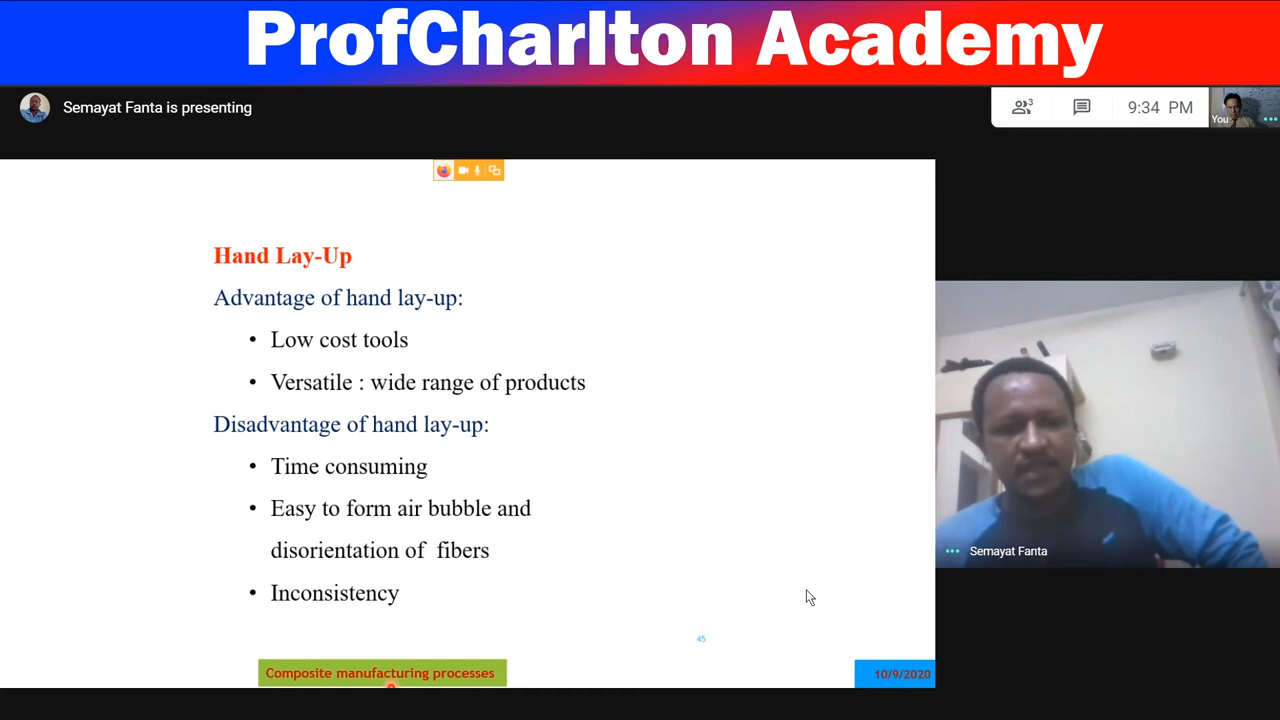 ProfCharlton Academy
Semayat Fanta is presenting
3
9:34 PM
You
Hand Lay-Up
Advantage of hand lay-up:
• Low cost tools
• Versatile : wide range of products
Disadvantage of hand lay-up:
• Time consuming
• Easy to form air bubble and
disorientation of fibers
• Inconsistency
Semayat Fanta
45
Composite manufacturing processes
10/9/2020